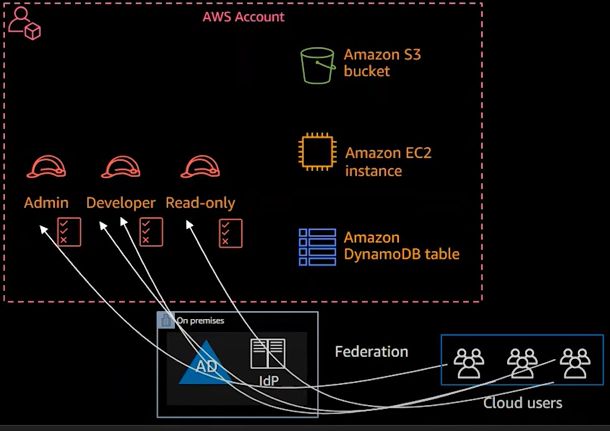 AWS Account
Amazon S3
bucket
Amazon EC2
instance
Admin
Developer
Read-only
Amazon
DynamoDB table
On premises
AD
IdP
Federation
Cloud users